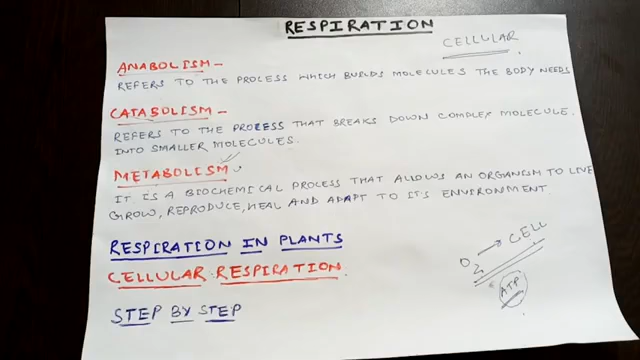 RESPIRATION
CELLULAR
ANABOLISM -
REFERS TO THE PROCESS WHICH BUILDS MOLECULES THE BODY NEEDS
CATABOLISM -
REFERS TO THE PROCESS THAT BREAKS DOWN COMPLEX MOLECULE
INTO SMALLER MOLECULES.
METABOLISM -
IT IS A BIOCHEMICAL PROCESS THAT ALLOWS AN ORGANISM TO LIVE
GROW, REPRODUCE, HEAL AND ADAPT TO ITS ENVIRONMENT
RESPIRATION IN PLANTS
O2 → CELL
CELLULAR RESPIRATION
ATP
STEP BY STEP